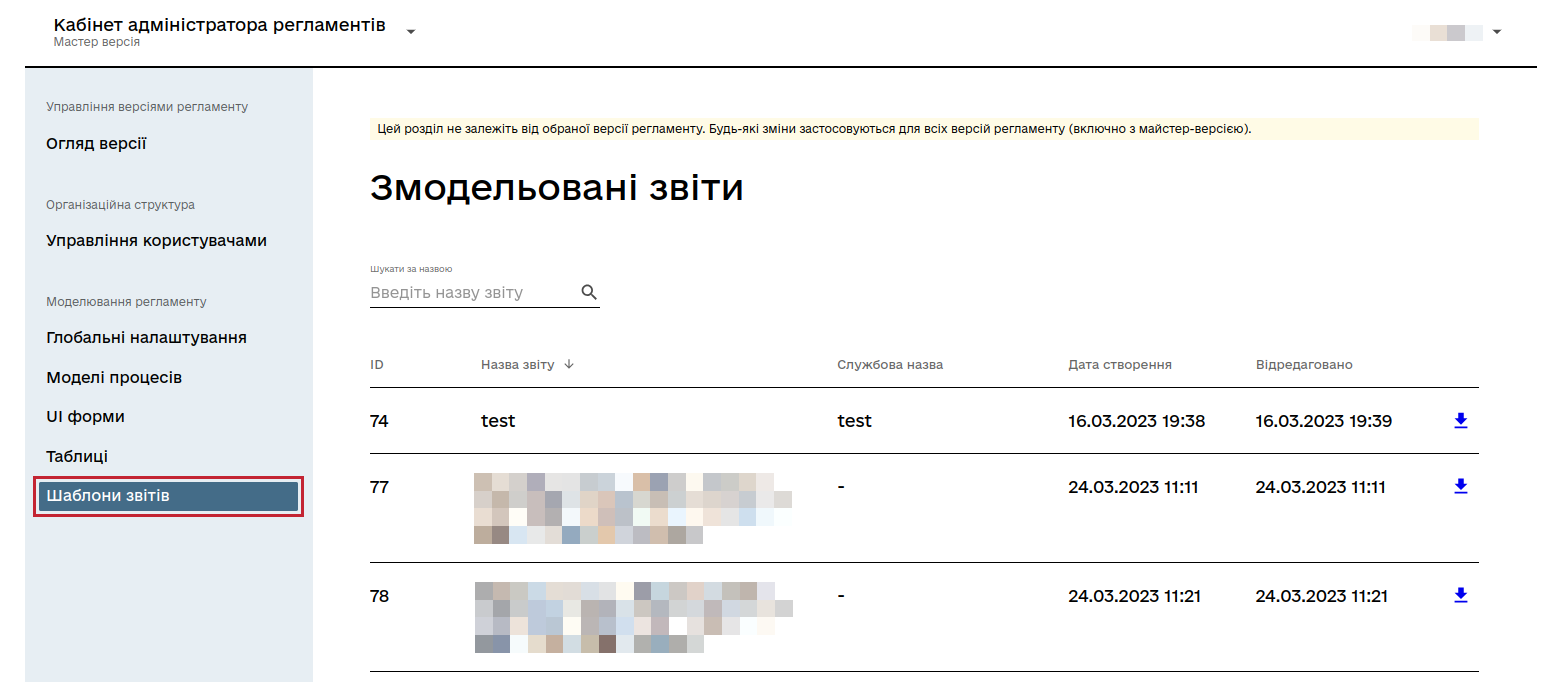 Кабінет адміністратора регламентів
Мастер версія
Управління версіями регламенту
Огляд версії
Організаційна структура
Управління користувачами
Моделювання регламенту
Глобальні налаштування
Моделі процесів
UI форми
Таблиці
Шаблони звітів
Цей розділ не залежіть від обраної версії регламенту. Будь-які зміни застосовуються для всіх версій регламенту (включно з майстер-версією).
Змодельовані звіти
Шукати за назвою
Введіть назву звіту
ID Назва звіту Службова назва Дата створення Відредаговано
74 test test 16.03.2023 19:38 16.03.2023 19:39
77 - 24.03.2023 11:11 24.03.2023 11:11
78 - 24.03.2023 11:21 24.03.2023 11:21